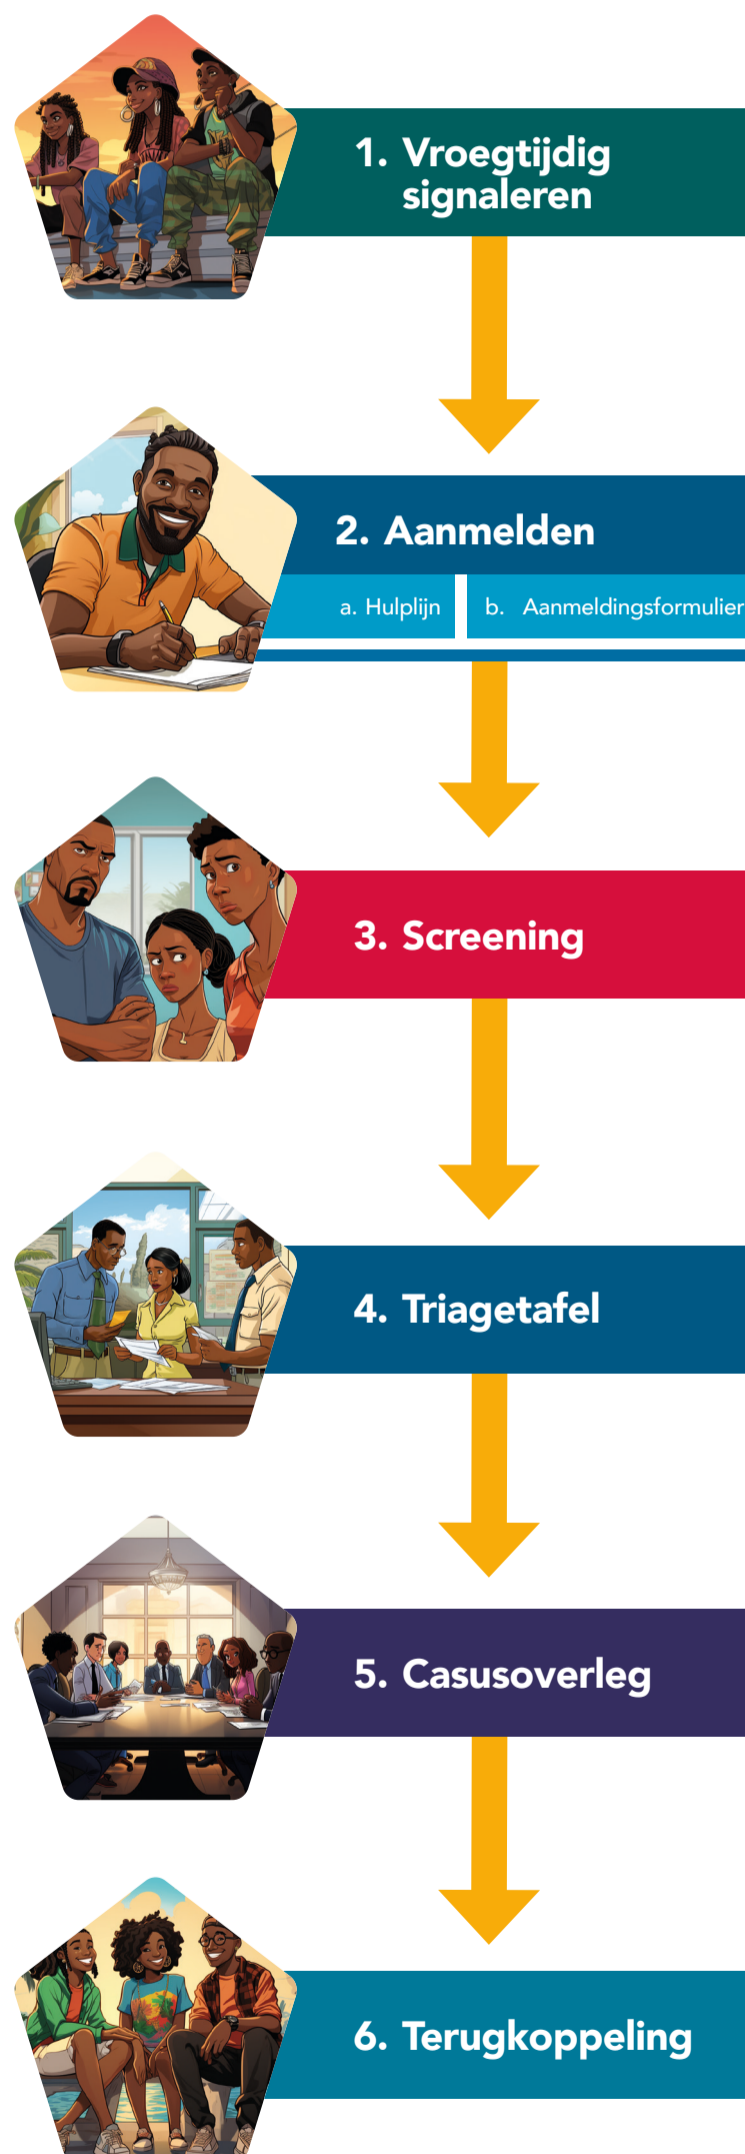 1. Vroegtijdig
signaleren
2. Aanmelden
a. Hulplijn
b. Aanmeldingsformulier
3. Screening
4. Triagetafel
5. Casusoverleg
6. Terugkoppeling